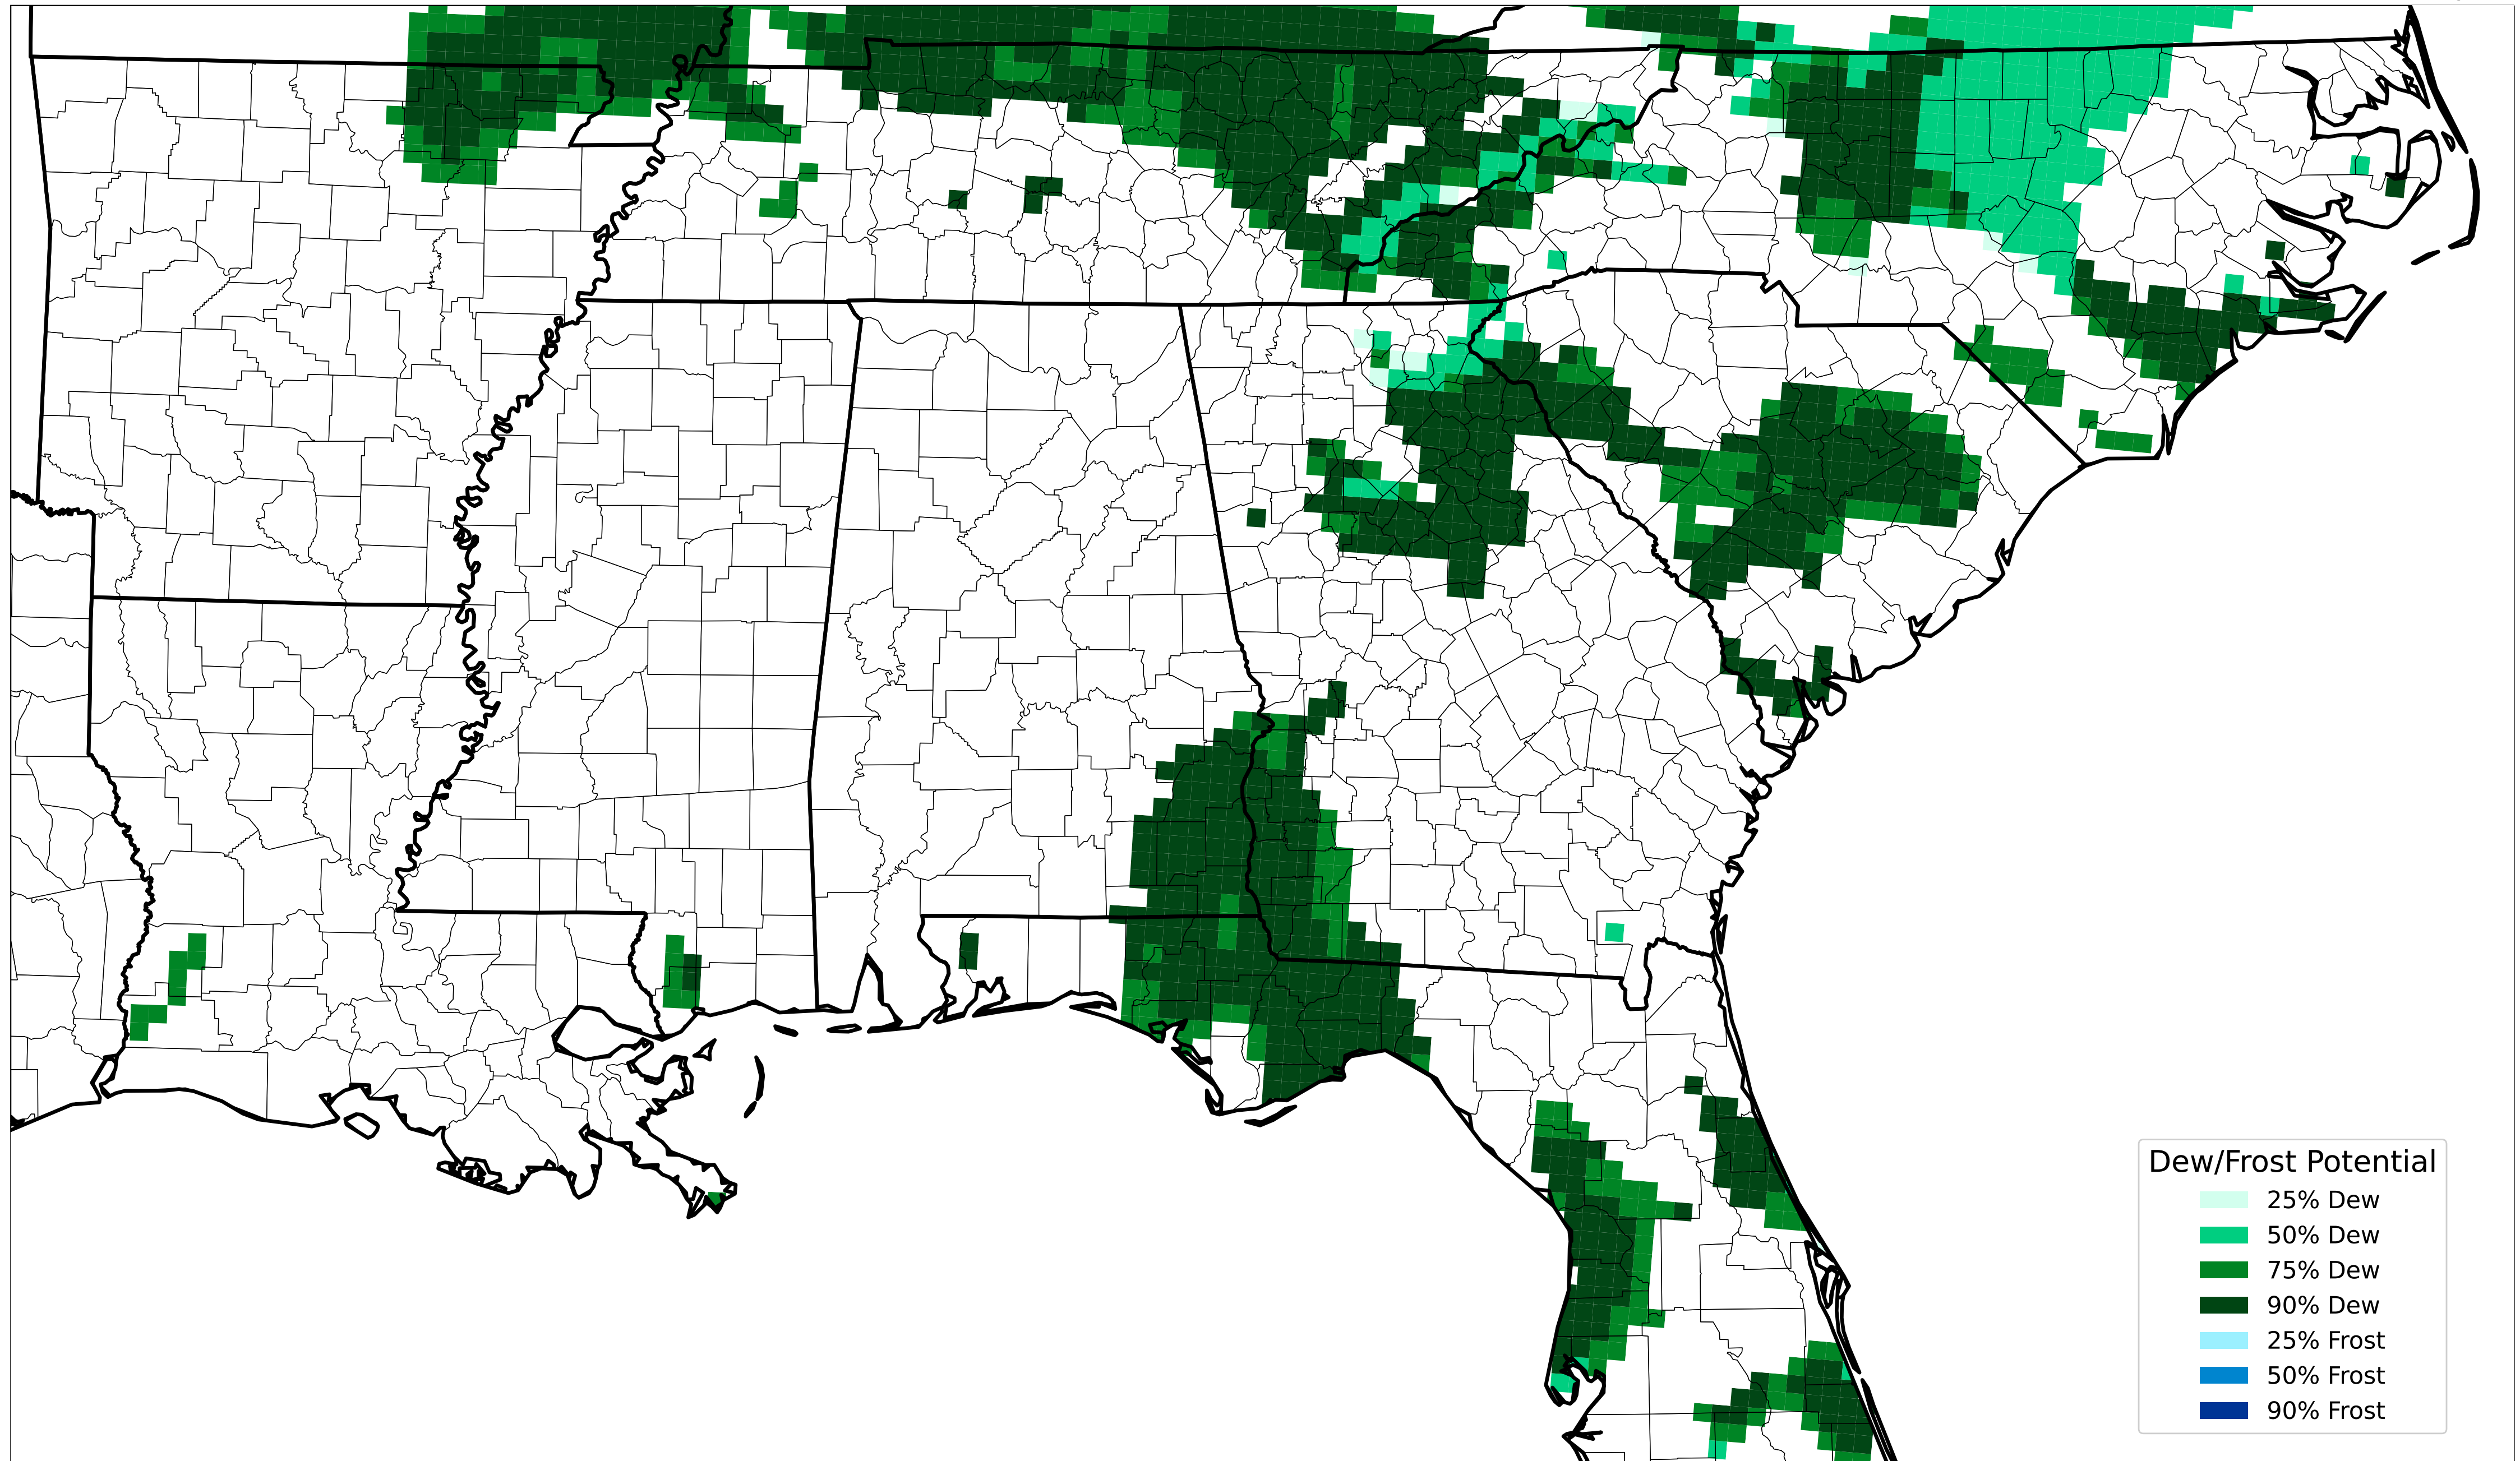 Dew/Frost Potential
25% Dew
50% Dew
75% Dew
90% Dew
25% Frost
50% Frost
90% Frost